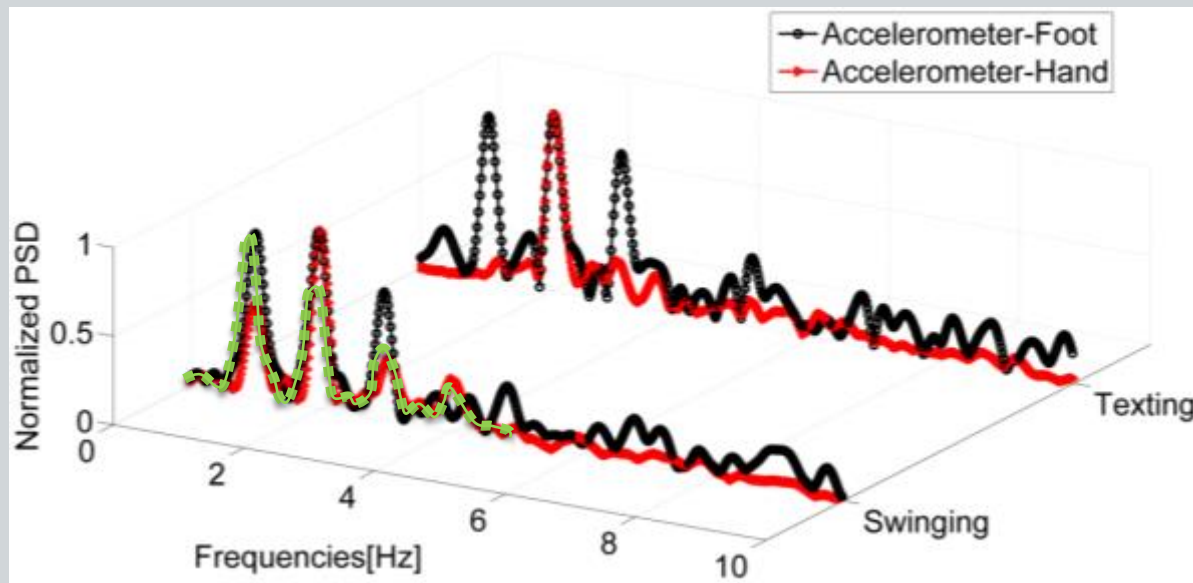 Accelerometer-Foot
Accelerometer-Hand
Normalized PSD
1
0.5
0
0
2
4
6
8
10
Frequencies[Hz]
Texting
Swinging